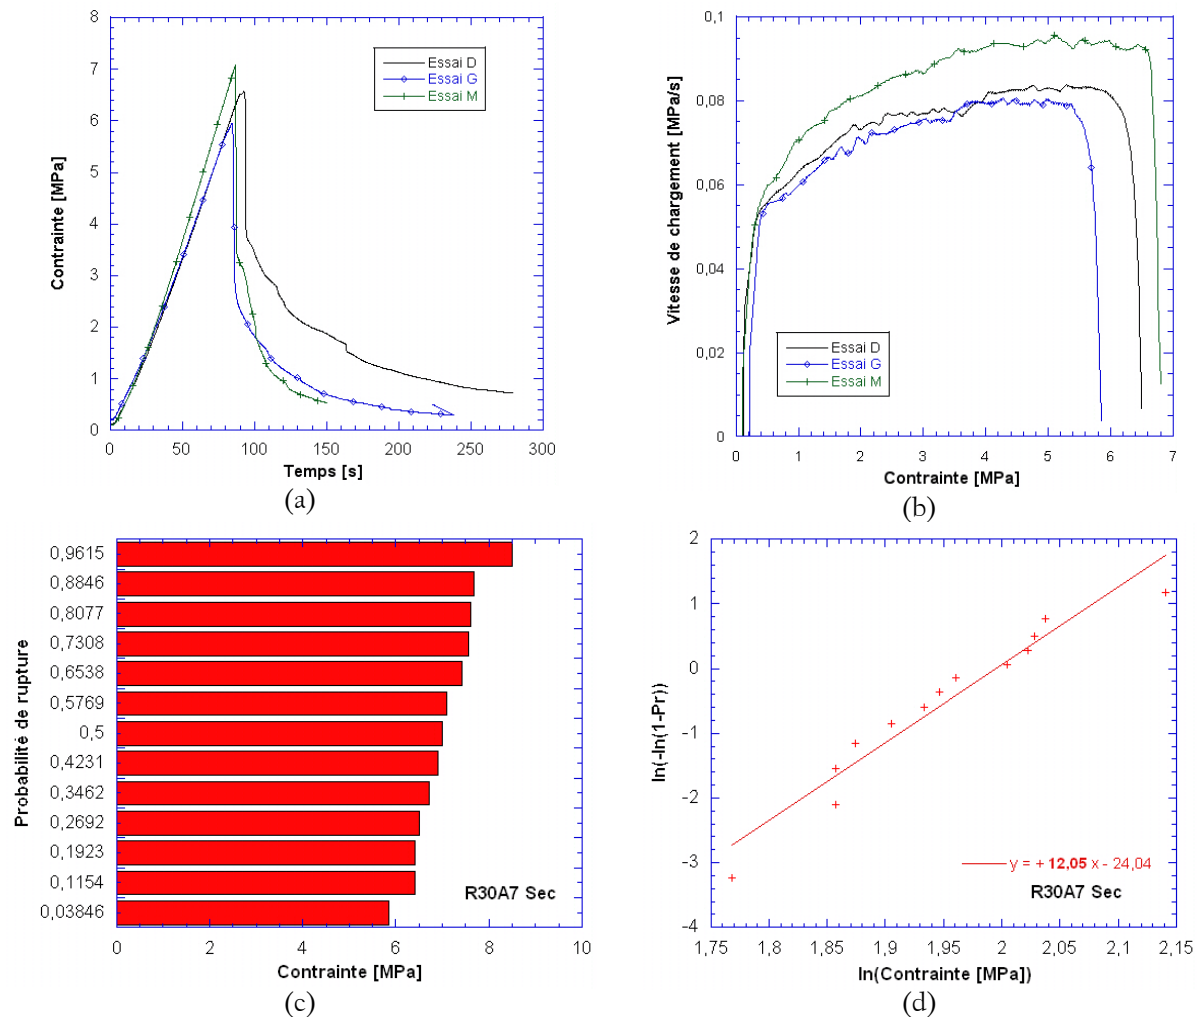 8
7
6
5
4
3
2
1
0
Contrainte [MPa]
Essai D
Essai G
Essai M
0 50 100 150 200 250 300
Temps [s]
(a)
0,1
0,08
0,06
0,04
0,02
0
Vitesse de chargement [MPa/s]
Essai D
Essai G
Essai M
0 1 2 3 4 5 6 7
Contrainte [MPa]
(b)
0,9615
0,8846
0,8077
0,7308
0,6538
0,5769
0,5
0,4231
0,3462
0,2692
0,1923
0,1154
0,03846
Probabilité de rupture
R30A7 Sec
0 2 4 6 8 10
Contrainte [MPa]
(c)
2
1
0
-1
-2
-3
-4
ln(-ln(1-Pr))
y = + 12,05 x - 24,04
R30A7 Sec
1,75 1,8 1,85 1,9 1,95 2 2,05 2,1 2,15
ln(Contrainte [MPa])
(d)